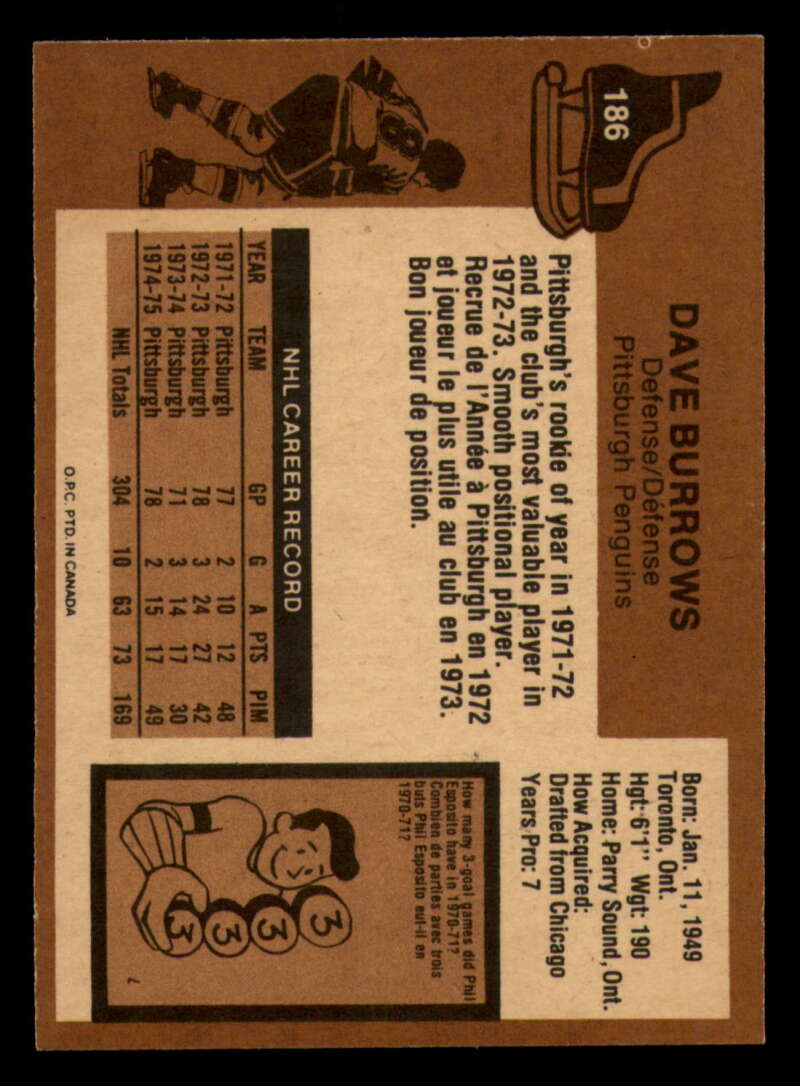 186
8
DAVE BURROWS
Defense/Défense
Pittsburgh Penguins
Born: Jan. 11, 1949
Toronto, Ont.
Hgt: 6'1" Wgt: 190
Home: Parry Sound, Ont.
How Acquired:
Drafted from Chicago
Years Pro: 7
Pittsburgh's rookie of year in 1971-72
and the club's most valuable player in
1972-73. Smooth positional player.
Recrue de l'Année à Pittsburgh en 1972
et joueur le plus utile au club en 1973.
Bon joueur de position.
NHL CAREER RECORD
YEAR TEAM GP G A PTS PIM
1971-72 Pittsburgh 77 2 10 12 48
1972-73 Pittsburgh 78 3 24 27 42
1973-74 Pittsburgh 71 3 14 17 30
1974-75 Pittsburgh 78 2 15 17 49
NHL Totals 304 10 63 73 169
O.P.C. PTD. IN CANADA
How many 3-goal games did Phil
Esposito have in 1970-71?
Combien de parties avec trois
buts Phil Esposito eut-il en
1970-71?
3
3
3
3
7